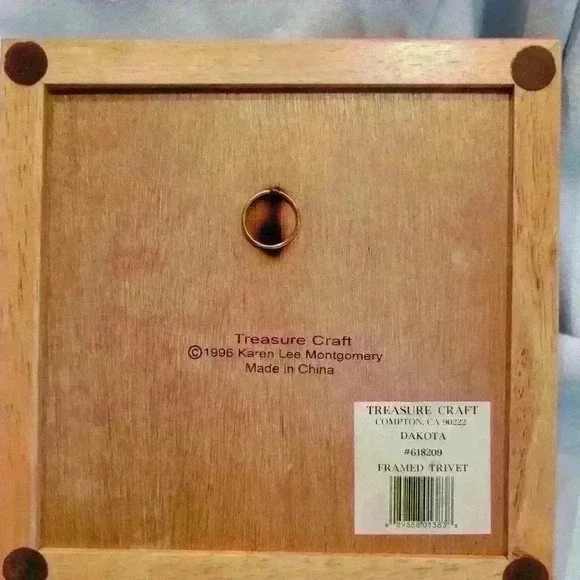 Treasure Craft
©1996 Karen Lee Montgomery
Made in China
TREASURE CRAFT
COMPTON, CA 90222
DAKOTA
#618209
FRAMED TRIVET